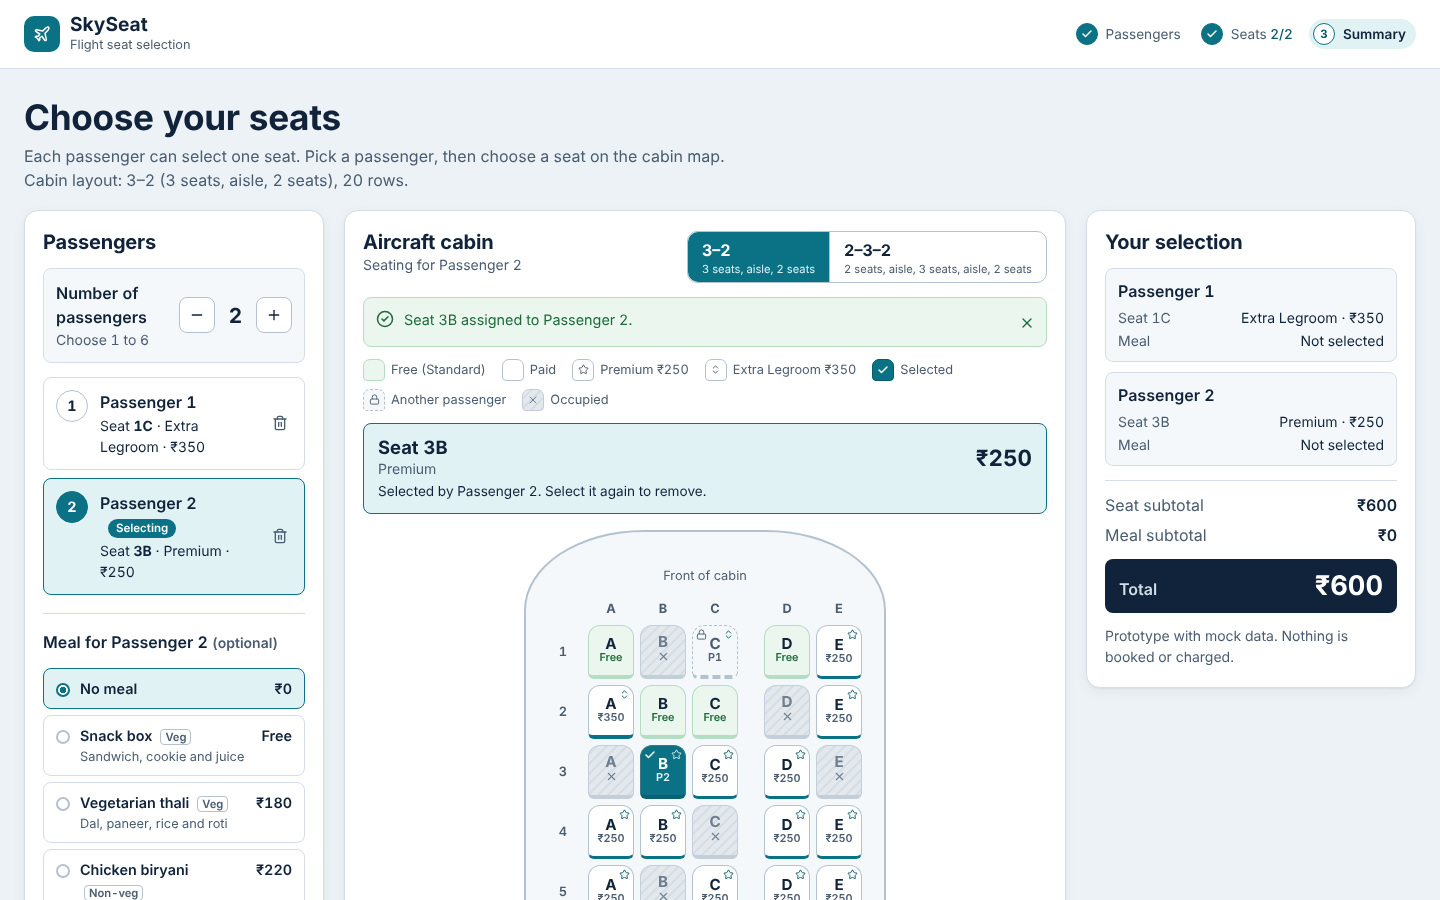 SkySeat
Flight seat selection
Passengers
Seats 2/2
3 Summary
Choose your seats
Each passenger can select one seat. Pick a passenger, then choose a seat on the cabin map.
Cabin layout: 3–2 (3 seats, aisle, 2 seats), 20 rows.
Passengers
Number of
passengers
Choose 1 to 6
− 2 +
1 Passenger 1
Seat 1C · Extra
Legroom · ₹350
2 Passenger 2
Selecting
Seat 3B · Premium ·
₹250
Meal for Passenger 2 (optional)
No meal ₹0
Snack box Veg Free
Sandwich, cookie and juice
Vegetarian thali Veg ₹180
Dal, paneer, rice and roti
Chicken biryani ₹220
Non-veg
Aircraft cabin
Seating for Passenger 2
3–2
3 seats, aisle, 2 seats
2–3–2
2 seats, aisle, 3 seats, aisle, 2 seats
Seat 3B assigned to Passenger 2.
Free (Standard) Paid Premium ₹250 Extra Legroom ₹350 Selected
Another passenger Occupied
Seat 3B
Premium
₹250
Selected by Passenger 2. Select it again to remove.
Front of cabin
A B C D E
1 A B C D E
Free P1 Free ₹250
2 A B C D E
₹350 Free Free ₹250
3 A B C D E
P2 ₹250 ₹250
4 A B C D E
₹250 ₹250 ₹250 ₹250
5 A B C D E
₹250 ₹250 ₹250 ₹250
Your selection
Passenger 1
Seat 1C Extra Legroom · ₹350
Meal Not selected
Passenger 2
Seat 3B Premium · ₹250
Meal Not selected
Seat subtotal ₹600
Meal subtotal ₹0
Total ₹600
Prototype with mock data. Nothing is
booked or charged.